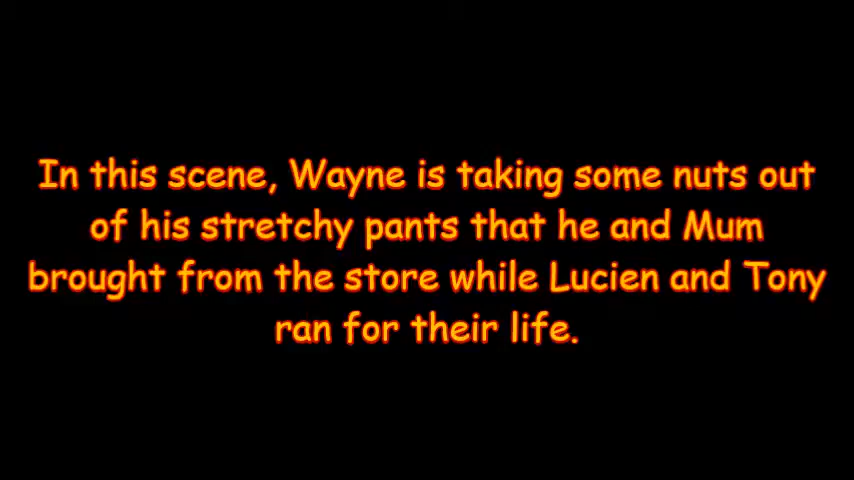 In this scene, Wayne is taking some nuts out
of his stretchy pants that he and Mum
brought from the store while Lucien and Tony
ran for their life.